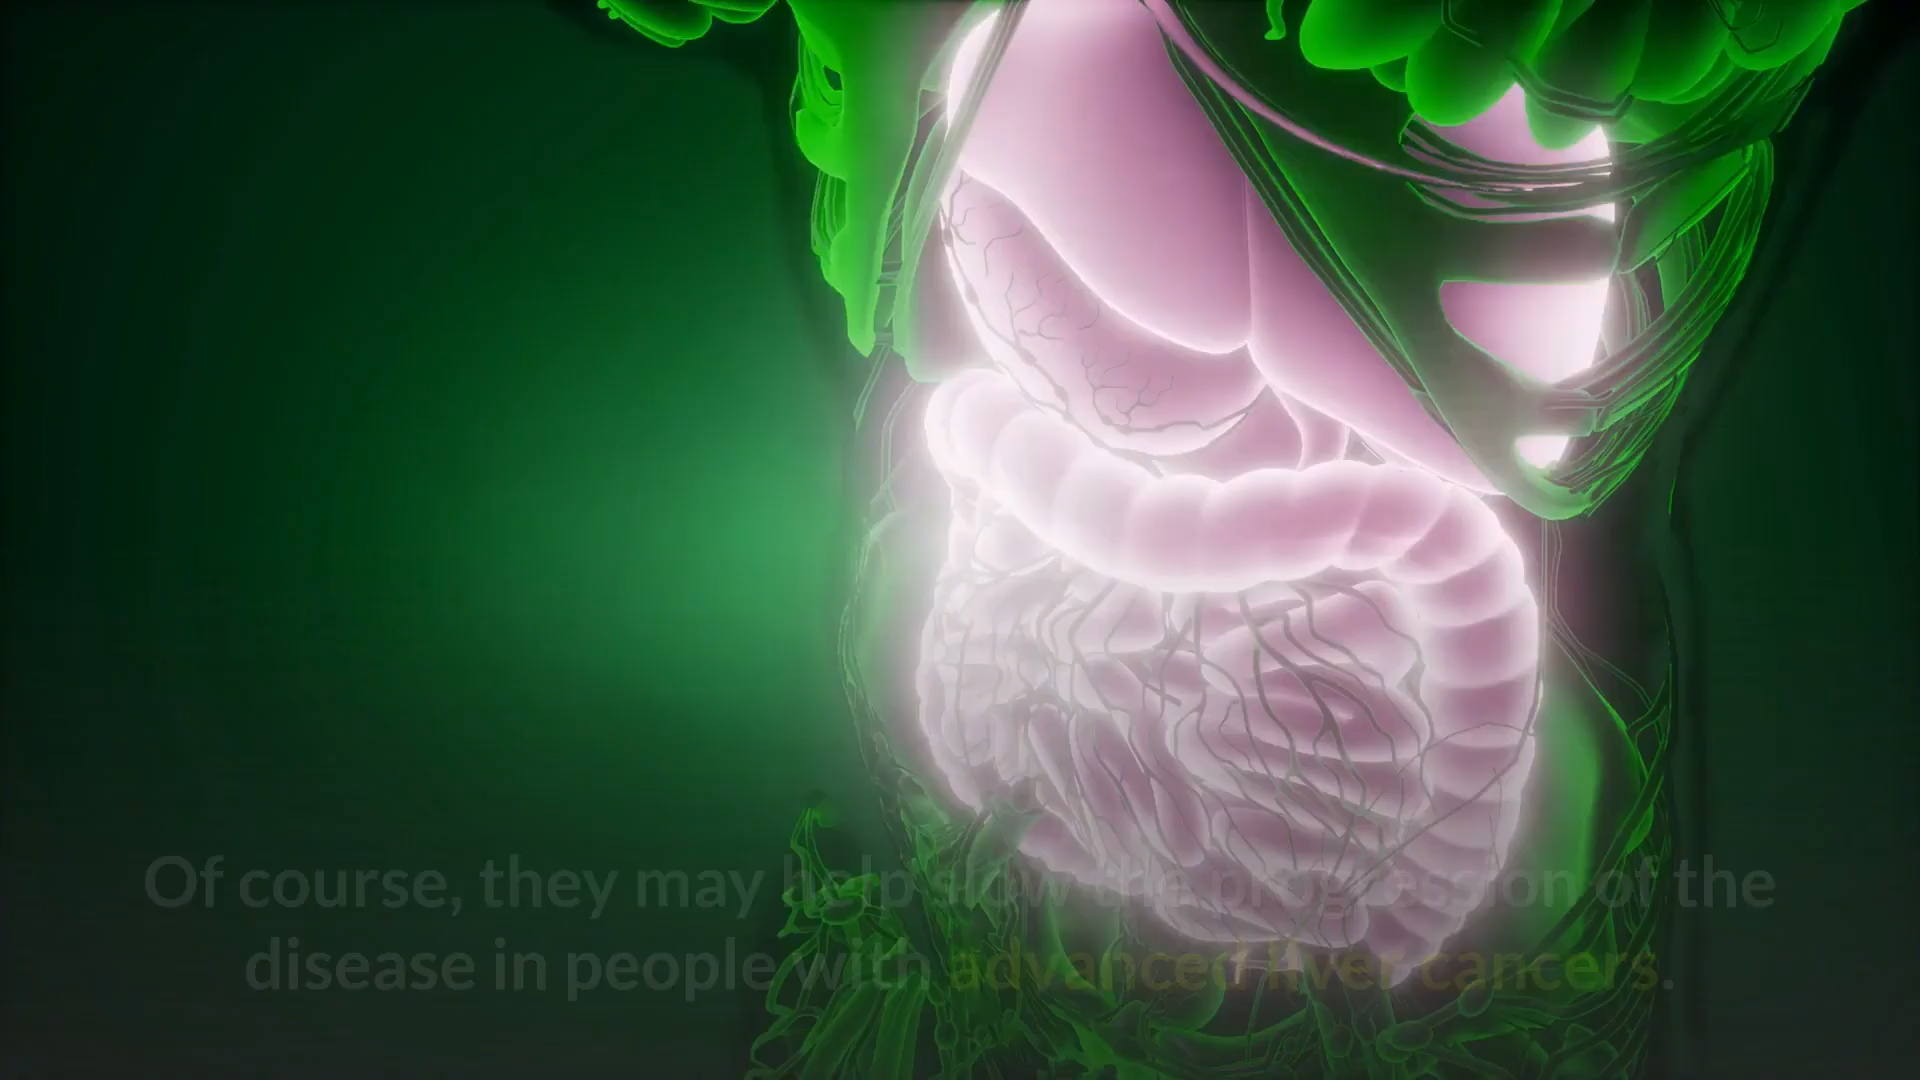 Of course, they may help slow the progression of the
disease in people with advanced liver cancers.